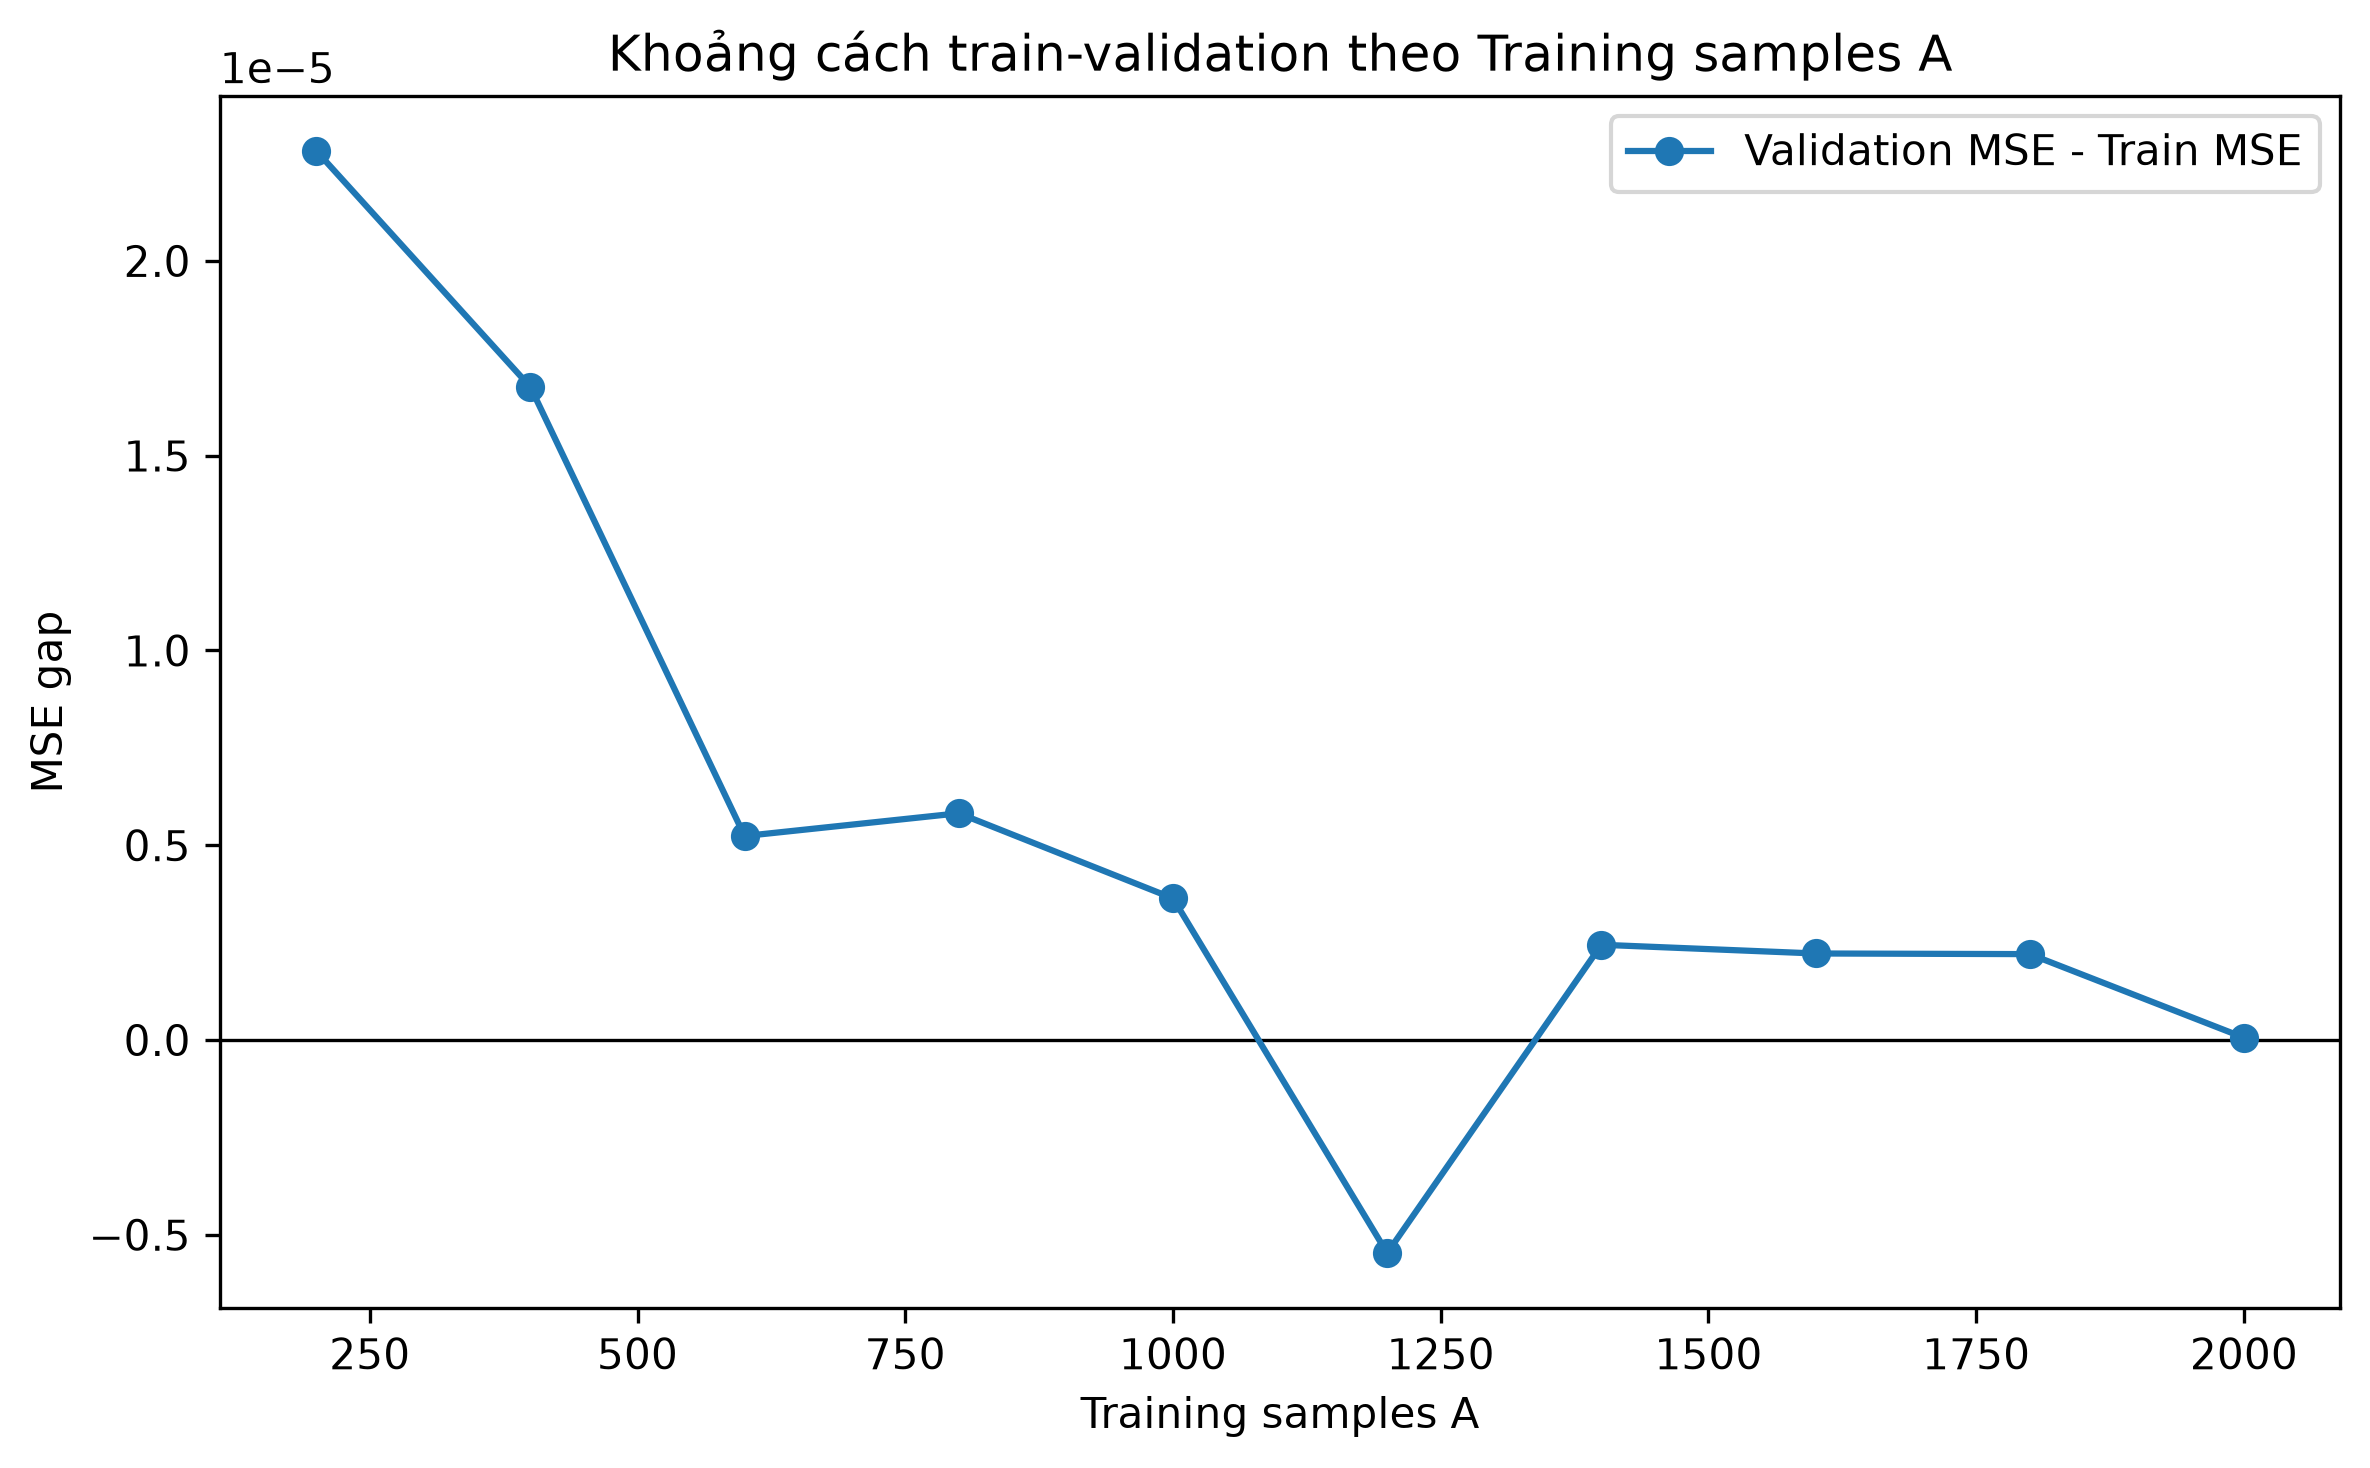 Khoảng cách train-validation theo Training samples A
1e−5
Validation MSE - Train MSE
2.0
1.5
1.0
0.5
0.0
−0.5
MSE gap
250 500 750 1000 1250 1500 1750 2000
Training samples A